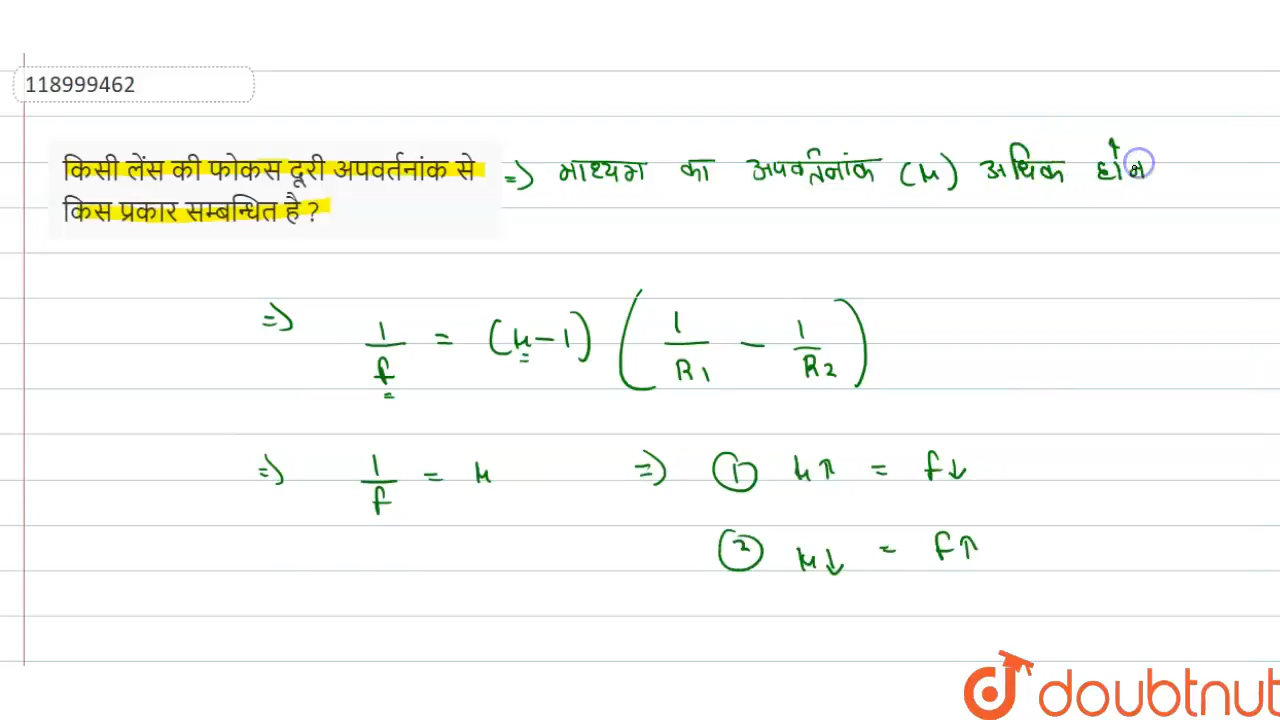 118999462
किसी लेंस की फोकस दूरी अपवर्तनांक से
किस प्रकार सम्बन्धित है ?
=> माध्यम का अपवर्तनांक (μ) अधिक
=> 1/f = (μ-1) (1/R1 - 1/R2)
=> 1/f = μ => ① μ↑ = f↓
② μ↓ = f↑
doubtnut